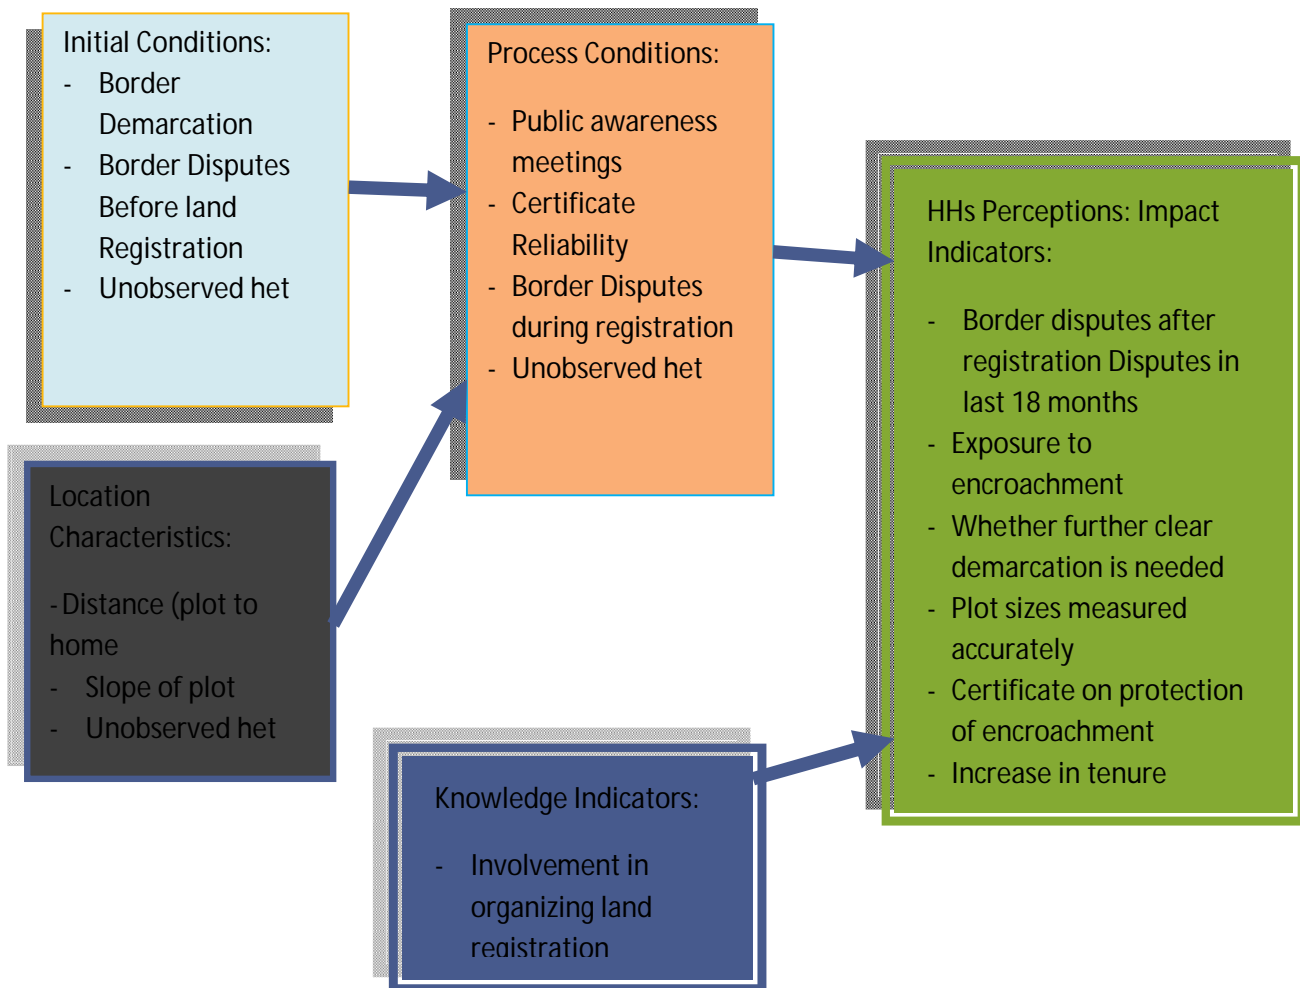 Initial Conditions:
- Border
Demarcation
- Border Disputes
Before land
Registration
- Unobserved het
Process Conditions:
- Public awareness
meetings
- Certificate
Reliability
- Border Disputes
during registration
- Unobserved het
HHs Perceptions: Impact
Indicators:
- Border disputes after
registration Disputes in
last 18 months
- Exposure to
encroachment
- Whether further clear
demarcation is needed
- Plot sizes measured
accurately
- Certificate on protection
of encroachment
- Increase in tenure
Location
Characteristics:
- Distance (plot to
home
- Slope of plot
- Unobserved het
Knowledge Indicators:
- Involvement in
organizing land
registration